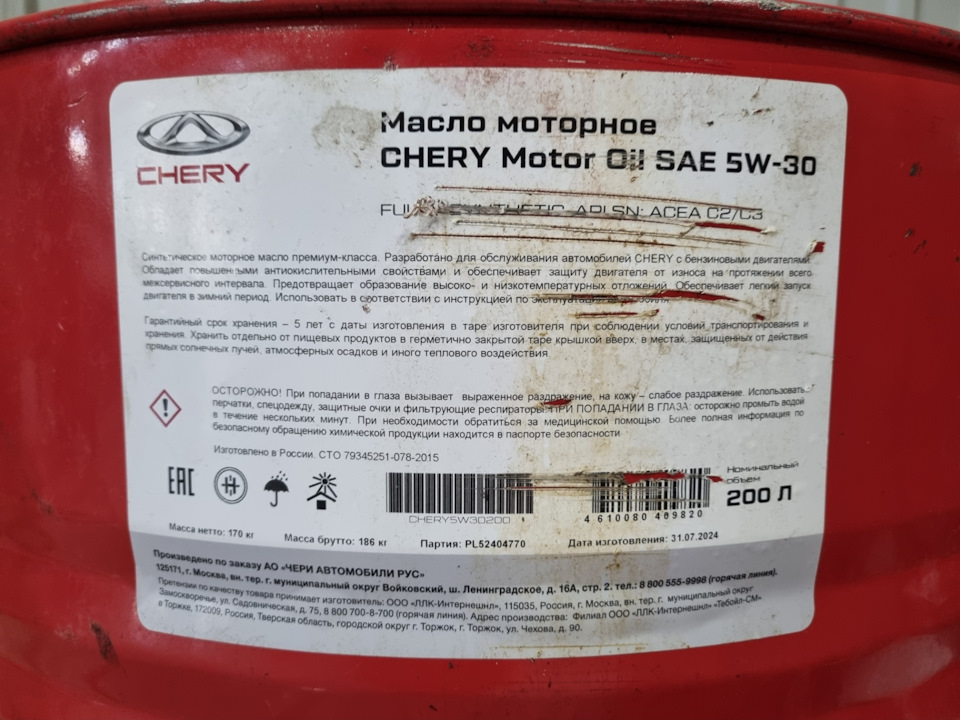 CHERY
Масло моторное
CHERY Motor Oil SAE 5W-30
FULLY SYNTHETIC API SN; ACEA C2/C3
Синтетическое моторное масло премиум-класса. Разработано для обслуживания автомобилей CHERY с бензиновыми двигателями.
Обладает повышенными антиокислительными свойствами и обеспечивает защиту двигателя от износа на протяжении всего
межсервисного интервала. Предотвращает образование высоко- и низкотемпературных отложений. Обеспечивает легкий запуск
двигателя в зимний период. Использовать в соответствии с инструкцией по эксплуатации
Гарантийный срок хранения – 5 лет с даты изготовления в таре изготовителя при соблюдении условий транспортирования и
хранения. Хранить отдельно от пищевых продуктов в герметично закрытой таре крышкой вверх, в местах, защищенных от действия
прямых солнечных лучей, атмосферных осадков и иного теплового воздействия.
ОСТОРОЖНО! При попадании в глаза вызывает выраженное раздражение, на кожу – слабое раздражение. Использовать
перчатки, спецодежду, защитные очки и фильтрующие респираторы. ПРИ ПОПАДАНИИ В ГЛАЗА: осторожно промыть водой
в течение нескольких минут. При необходимости обратиться за медицинской помощью. Более полная информация по
безопасному обращению химической продукции находится в паспорте безопасности
Изготовлено в России. СТО 79345251-078-2015
EAC
CHERY5W30200
4 610080 409820
Номинальный
объем
200 Л
Масса нетто: 170 кг
Масса брутто: 186 кг
Партия: PL52404770
Дата изготовления: 31.07.2024
Произведено по заказу АО «ЧЕРИ АВТОМОБИЛИ РУС»
125171, г. Москва, вн. тер. г. муниципальный округ Войковский, ш. Ленинградское, д. 16А, стр. 2. тел.: 8 800 555-9998 (горячая линия).
Претензии по качеству товара принимает изготовитель: ООО «ЛЛК-Интернешнл», 115035, Россия, г. Москва, вн. тер. г. муниципальный округ
Замоскворечье, ул. Садовническая, д. 75, 8 800 700-8-700 (горячая линия). Адрес производства: Филиал ООО «ЛЛК-Интернешнл» «Тебойл-СМ»
в Торжке, 172009, Россия, Тверская область, городской округ г. Торжок, г. Торжок, ул. Чехова, д. 90.